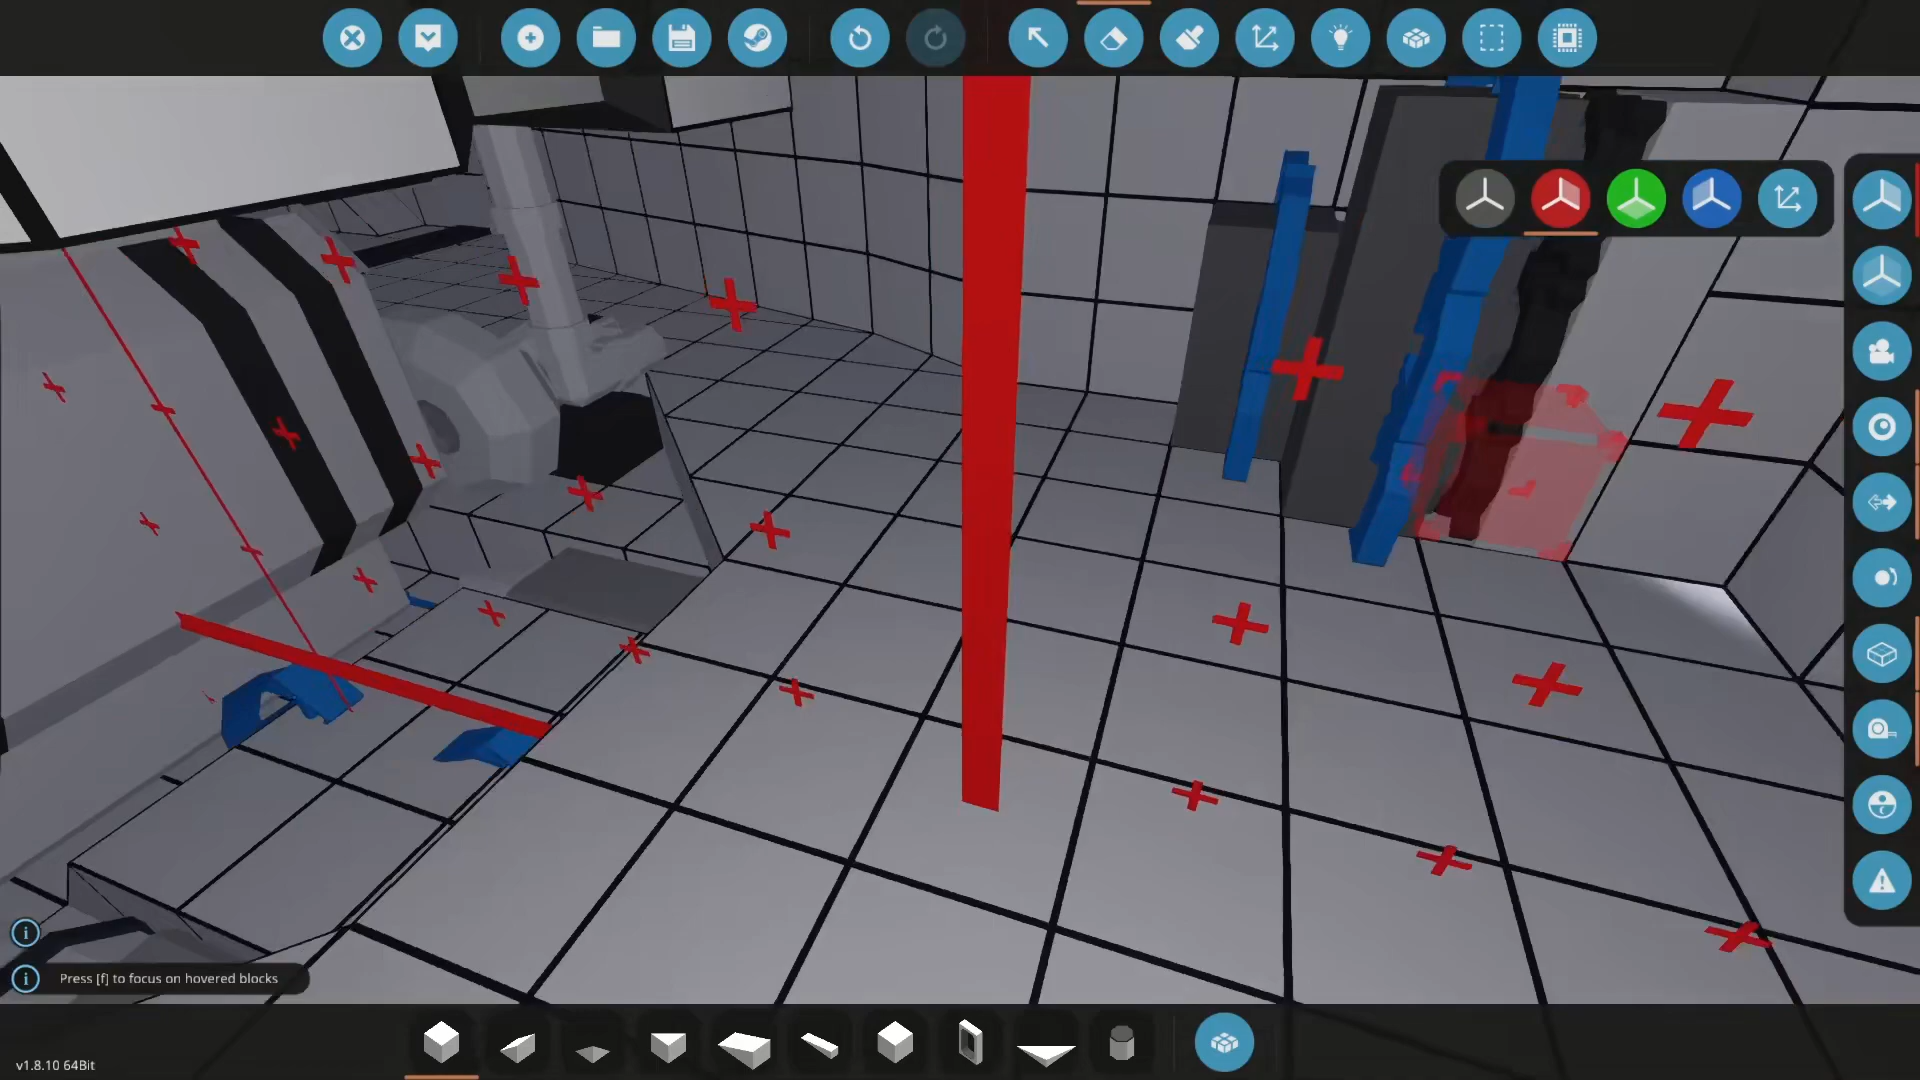 Press [f] to focus on hovered blocks
v1.8.10 64Bit